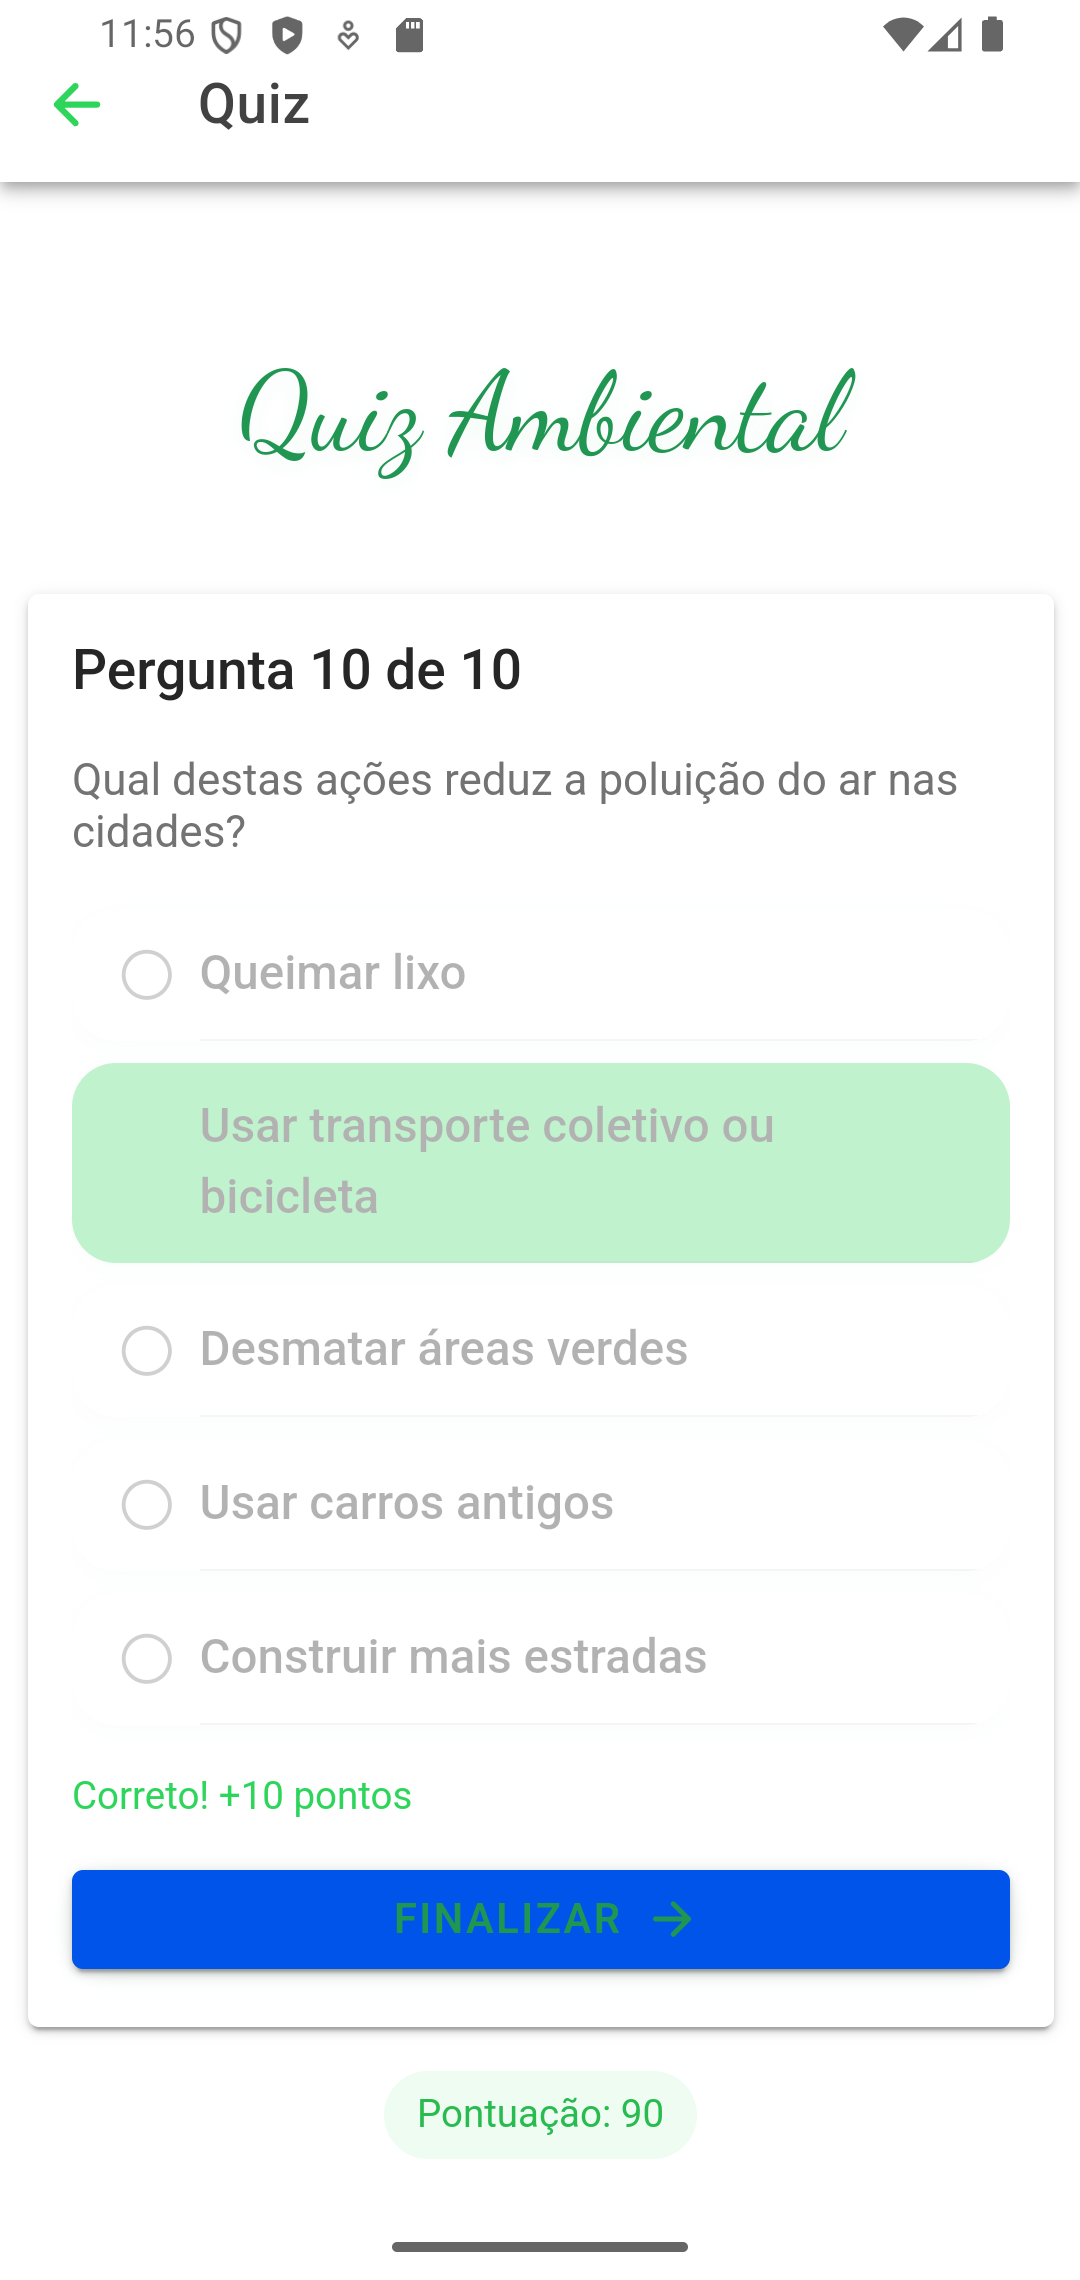 11:56
Quiz
Quiz Ambiental
Pergunta 10 de 10
Qual destas ações reduz a poluição do ar nas
cidades?
Queimar lixo
Usar transporte coletivo ou
bicicleta
Desmatar áreas verdes
Usar carros antigos
Construir mais estradas
Correto! +10 pontos
FINALIZAR
Pontuação: 90